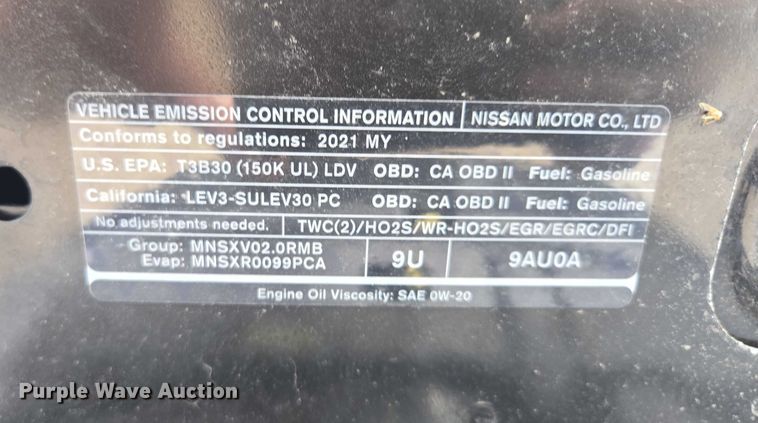 VEHICLE EMISSION CONTROL INFORMATION NISSAN MOTOR CO., LTD
Conforms to regulations: 2021 MY
U.S. EPA: T3B30 (150K UL) LDV OBD: CA OBD II Fuel: Gasoline
California: LEV3-SULEV30 PC OBD: CA OBD II Fuel: Gasoline
No adjustments needed. TWC(2)/HO2S/WR-HO2S/EGR/EGRC/DFI
Group: MNSXV02.0RMB
Evap: MNSXR0099PCA
9U 9AU0A
Engine Oil Viscosity: SAE 0W-20
Purple Wave Auction